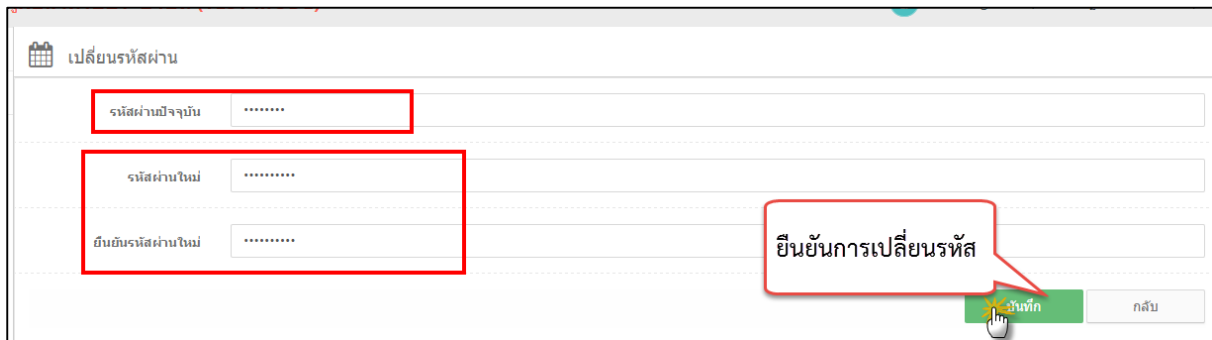 เปลี่ยนรหัสผ่าน
รหัสผ่านปัจจุบัน ••••••••
รหัสผ่านใหม่ ••••••••••
ยืนยันรหัสผ่านใหม่ ••••••••••
ยืนยันการเปลี่ยนรหัส
บันทึก กลับ